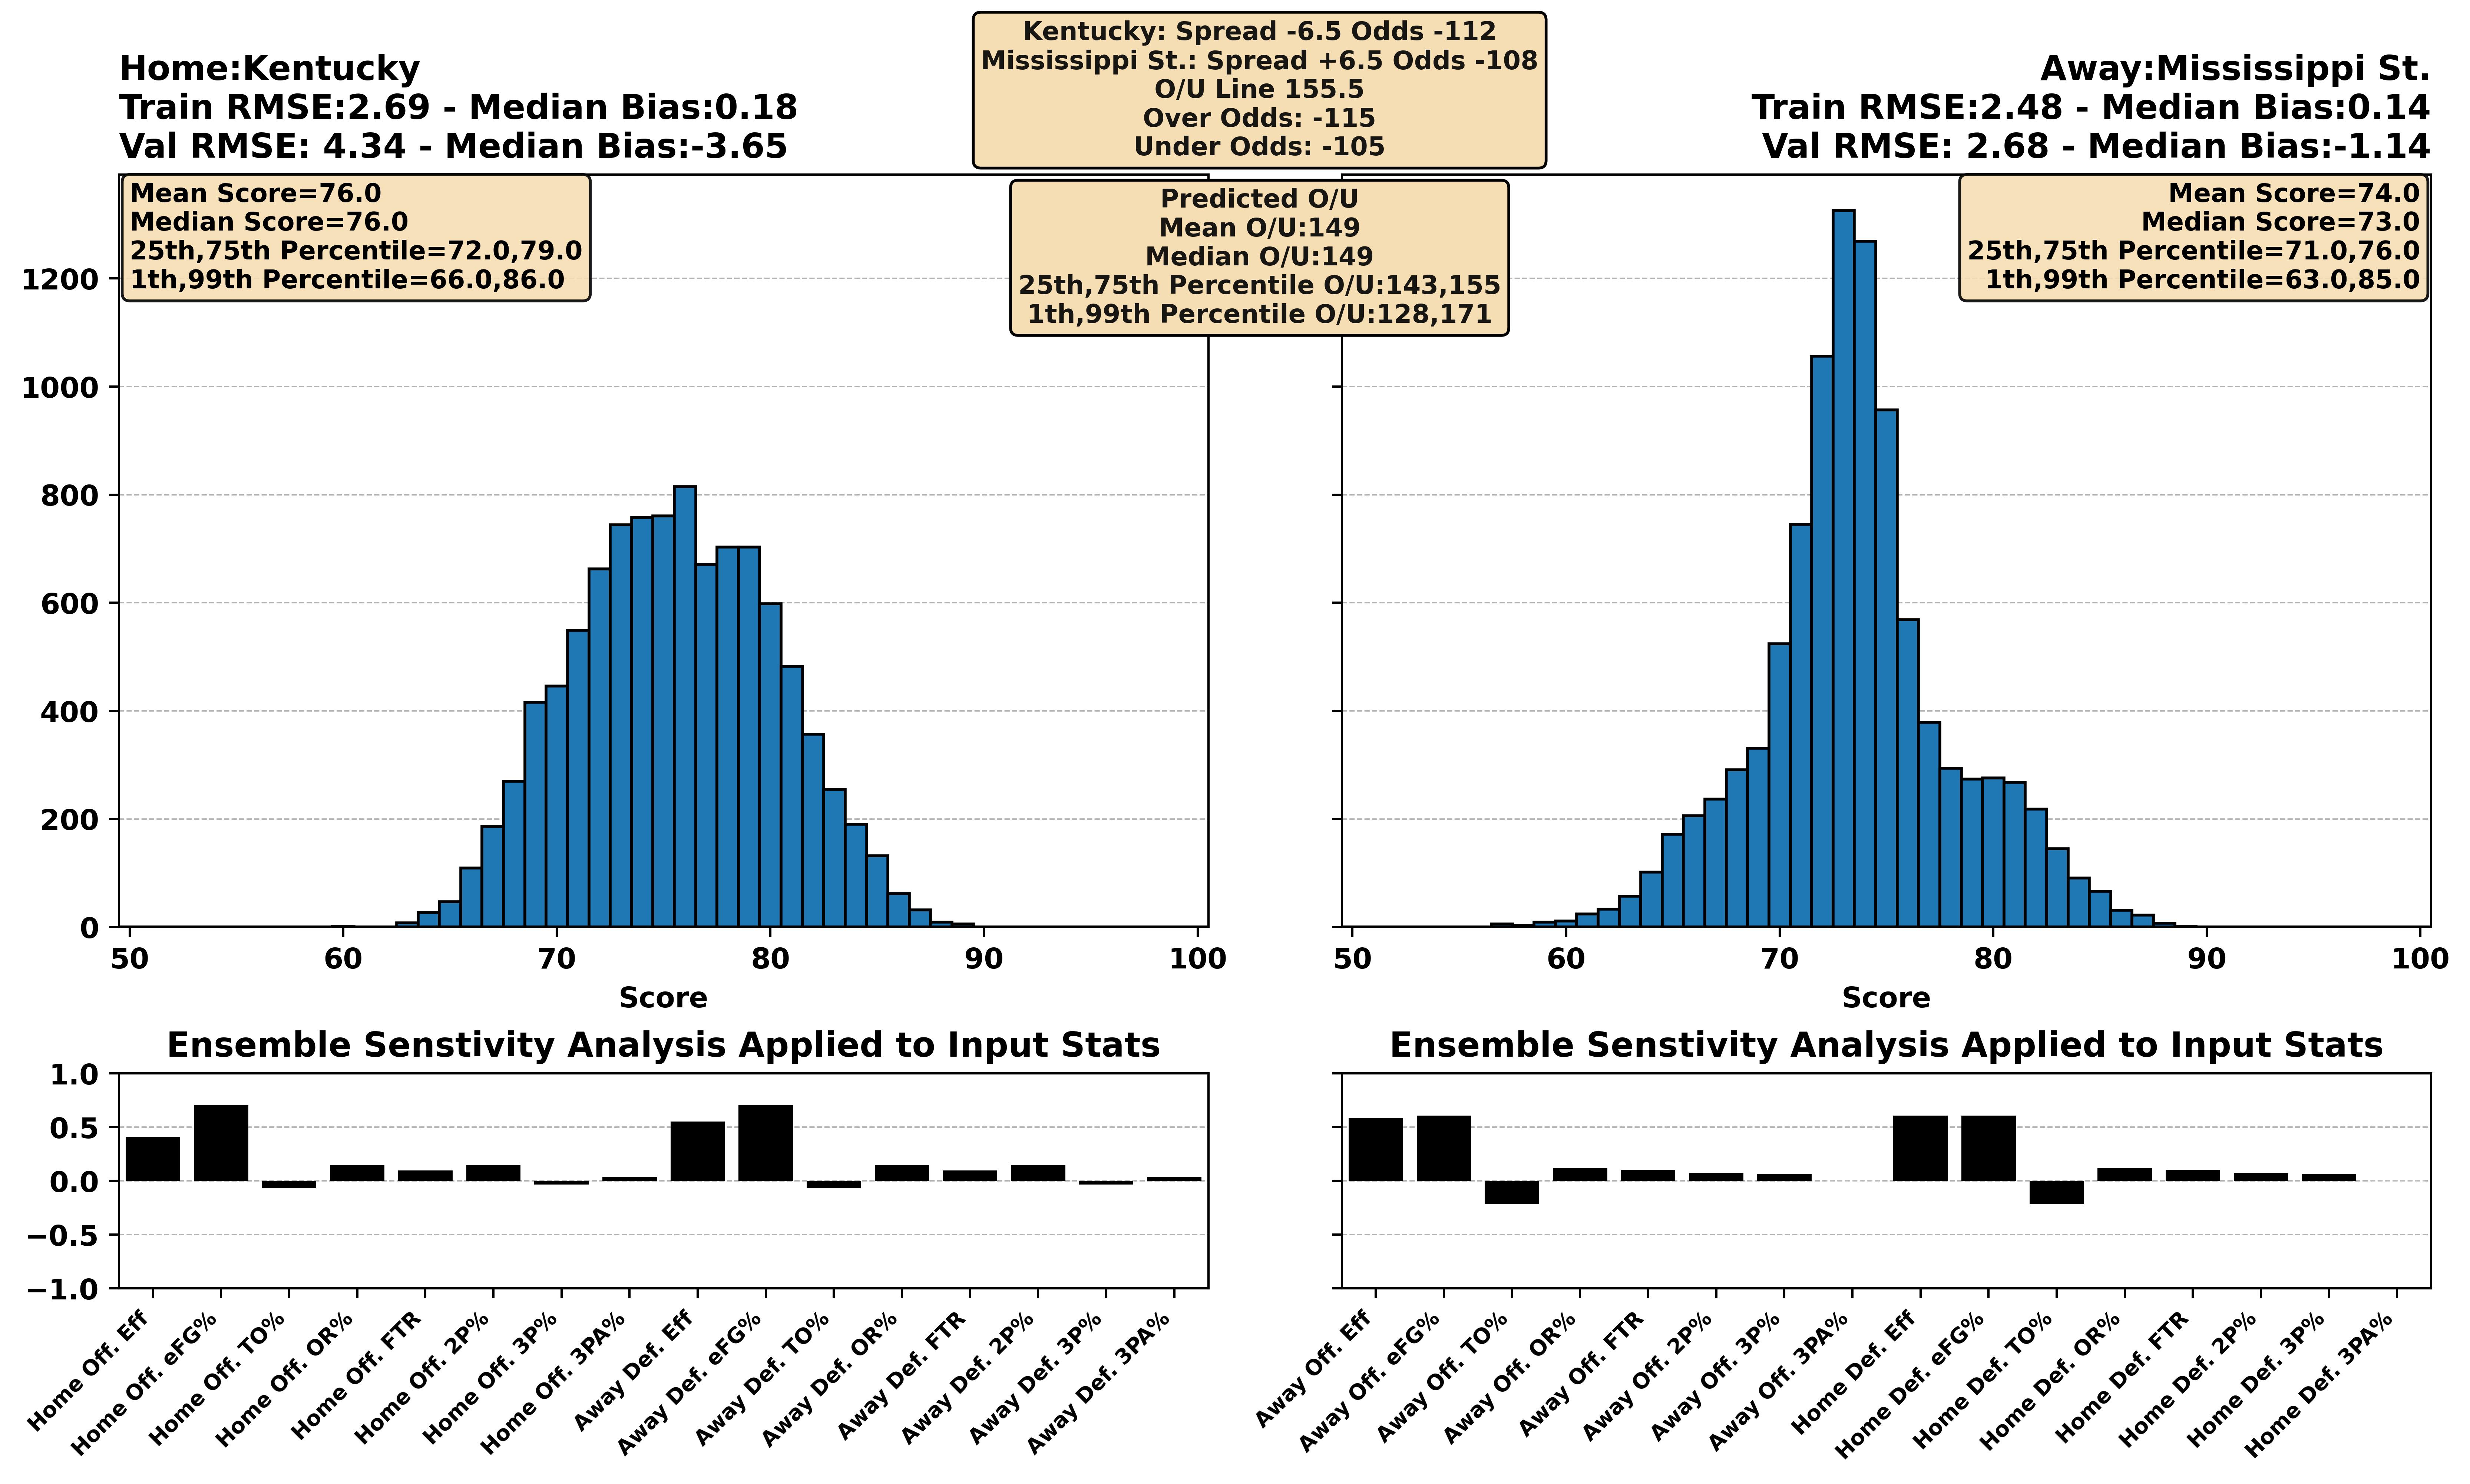 Kentucky: Spread -6.5 Odds -112
Mississippi St.: Spread +6.5 Odds -108
O/U Line 155.5
Over Odds: -115
Under Odds: -105
Home:Kentucky
Train RMSE:2.69 - Median Bias:0.18
Val RMSE: 4.34 - Median Bias:-3.65
Away:Mississippi St.
Train RMSE:2.48 - Median Bias:0.14
Val RMSE: 2.68 - Median Bias:-1.14
Mean Score=76.0
Median Score=76.0
25th,75th Percentile=72.0,79.0
1th,99th Percentile=66.0,86.0
Predicted O/U
Mean O/U:149
Median O/U:149
25th,75th Percentile O/U:143,155
1th,99th Percentile O/U:128,171
Mean Score=74.0
Median Score=73.0
25th,75th Percentile=71.0,76.0
1th,99th Percentile=63.0,85.0
1200
1000
800
600
400
200
0
50 60 70 80 90 100
Score
50 60 70 80 90 100
Score
Ensemble Senstivity Analysis Applied to Input Stats
1.0
0.5
0.0
−0.5
−1.0
Home Off. Eff
Home Off. eFG%
Home Off. TO%
Home Off. OR%
Home Off. FTR
Home Off. 2P%
Home Off. 3P%
Home Off. 3PA%
Away Def. Eff
Away Def. eFG%
Away Def. TO%
Away Def. OR%
Away Def. FTR
Away Def. 2P%
Away Def. 3P%
Away Def. 3PA%
Ensemble Senstivity Analysis Applied to Input Stats
Away Off. Eff
Away Off. eFG%
Away Off. TO%
Away Off. OR%
Away Off. FTR
Away Off. 2P%
Away Off. 3P%
Away Off. 3PA%
Home Def. Eff
Home Def. eFG%
Home Def. TO%
Home Def. OR%
Home Def. FTR
Home Def. 2P%
Home Def. 3P%
Home Def. 3PA%